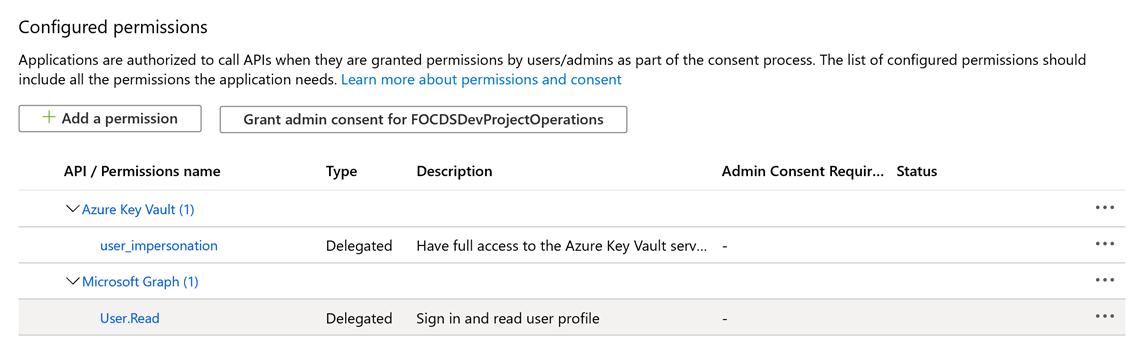 Configured permissions
Applications are authorized to call APIs when they are granted permissions by users/admins as part of the consent process. The list of configured permissions should
include all the permissions the application needs. Learn more about permissions and consent
+ Add a permission Grant admin consent for FOCDSDevProjectOperations
API / Permissions name Type Description Admin Consent Requir... Status
Azure Key Vault (1) ...
user_impersonation Delegated Have full access to the Azure Key Vault serv... - ...
Microsoft Graph (1) ...
User.Read Delegated Sign in and read user profile - ...